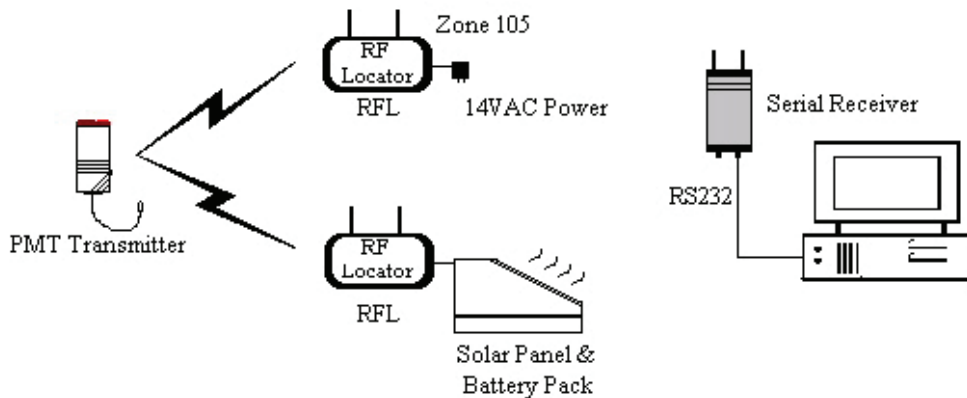 Zone 105
RF
Locator
RFL
14VAC Power
Serial Receiver
RS232
PMT Transmitter
RF
Locator
RFL
Solar Panel &
Battery Pack